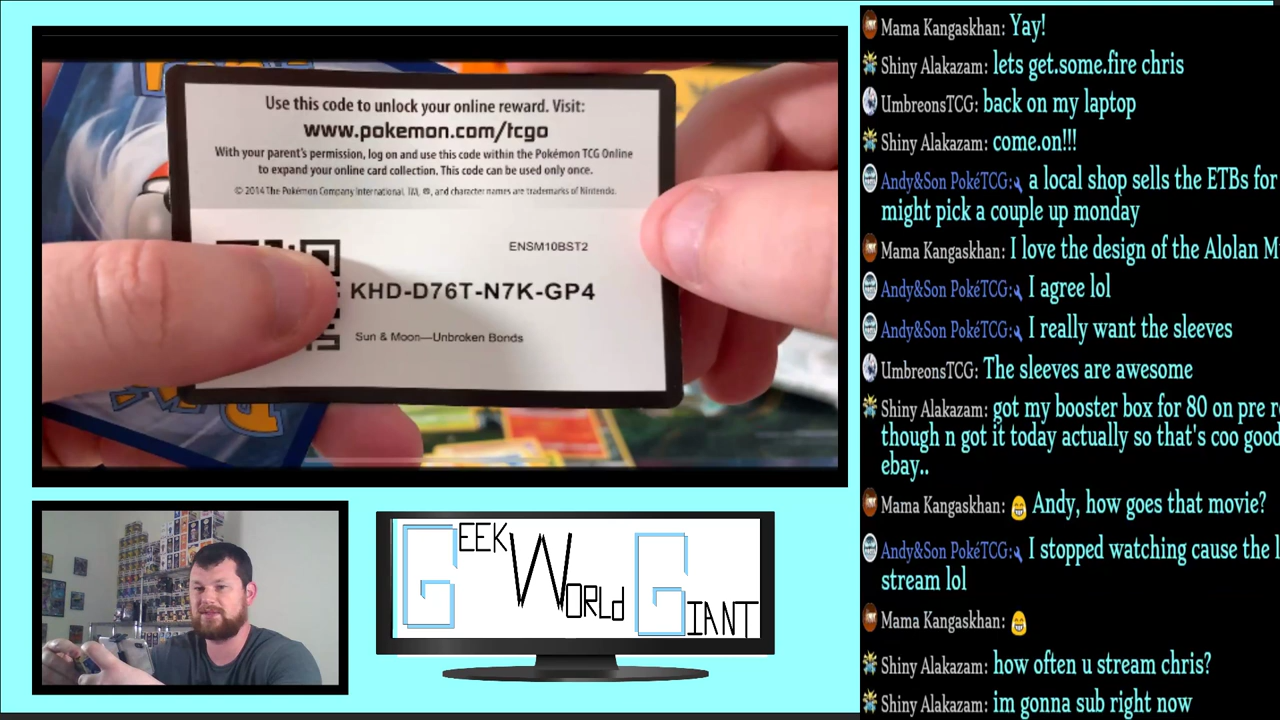 Use this code to unlock your online reward. Visit:
www.pokemon.com/tcgo
With your parent's permission, log on and use this code within the Pokémon TCG Online
to expand your online card collection. This code can be used only once.
© 2014 The Pokémon Company International. TM, ®, and character names are trademarks of Nintendo.
ENSM10BST2
KHD-D76T-N7K-GP4
Sun & Moon—Unbroken Bonds
GEEK
WORLD
GIANT
Mama Kangaskhan: Yay!
Shiny Alakazam: lets get.some.fire chris
UmbreonsTCG: back on my laptop
Shiny Alakazam: come.on!!!
Andy&Son PokéTCG: a local shop sells the ETBs for
might pick a couple up monday
Mama Kangaskhan: I love the design of the Alolan M
Andy&Son PokéTCG: I agree lol
Andy&Son PokéTCG: I really want the sleeves
UmbreonsTCG: The sleeves are awesome
Shiny Alakazam: got my booster box for 80 on pre r
though n got it today actually so that's coo good
ebay..
Mama Kangaskhan: 😁 Andy, how goes that movie?
Andy&Son PokéTCG: I stopped watching cause the l
stream lol
Mama Kangaskhan: 😁
Shiny Alakazam: how often u stream chris?
Shiny Alakazam: im gonna sub right now